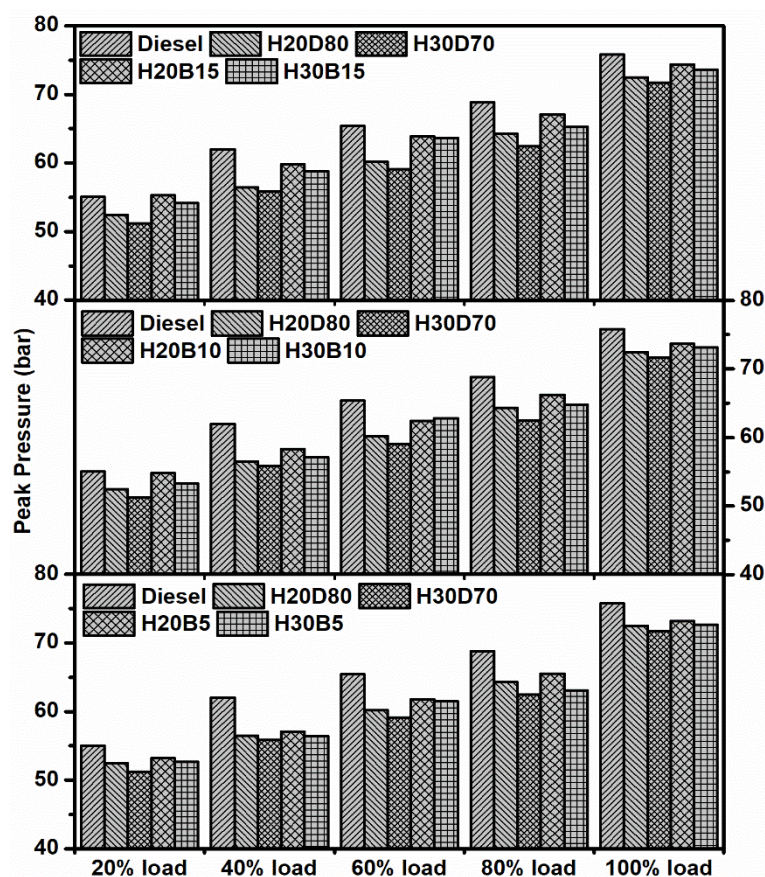 80
Diesel H20D80 H30D70
H20B15 H30B15
70
60
50
40
80
Diesel H20D80 H30D70
H20B10 H30B10
70
60
50
80
40
Peak Pressure (bar)
Diesel H20D80 H30D70
H20B5 H30B5
70
60
50
40
20% load 40% load 60% load 80% load 100% load